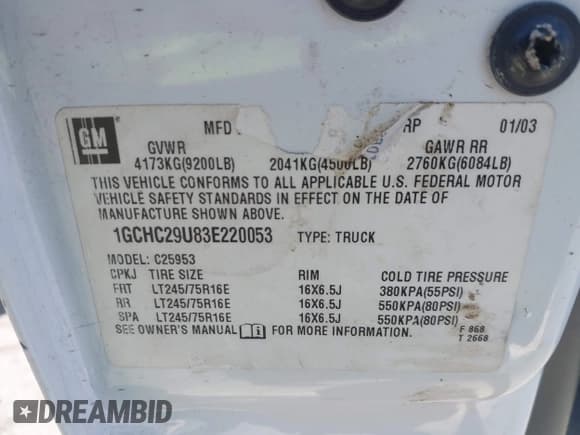 GM
MFD RP 01/03
GVWR GAWR RR
4173KG(9200LB) 2041KG(4500LB) 2760KG(6084LB)
THIS VEHICLE CONFORMS TO ALL APPLICABLE U.S. FEDERAL MOTOR
VEHICLE SAFETY STANDARDS IN EFFECT ON THE DATE OF
MANUFACTURE SHOWN ABOVE.
1GCHC29U83E220053 TYPE: TRUCK
MODEL: C25953
CPKJ TIRE SIZE RIM COLD TIRE PRESSURE
FRT LT245/75R16E 16X6.5J 380KPA(55PSI)
RR LT245/75R16E 16X6.5J 550KPA(80PSI)
SPA LT245/75R16E 16X6.5J 550KPA(80PSI)
SEE OWNER'S MANUAL FOR MORE INFORMATION.
F 868
T 2668
DREAMBID